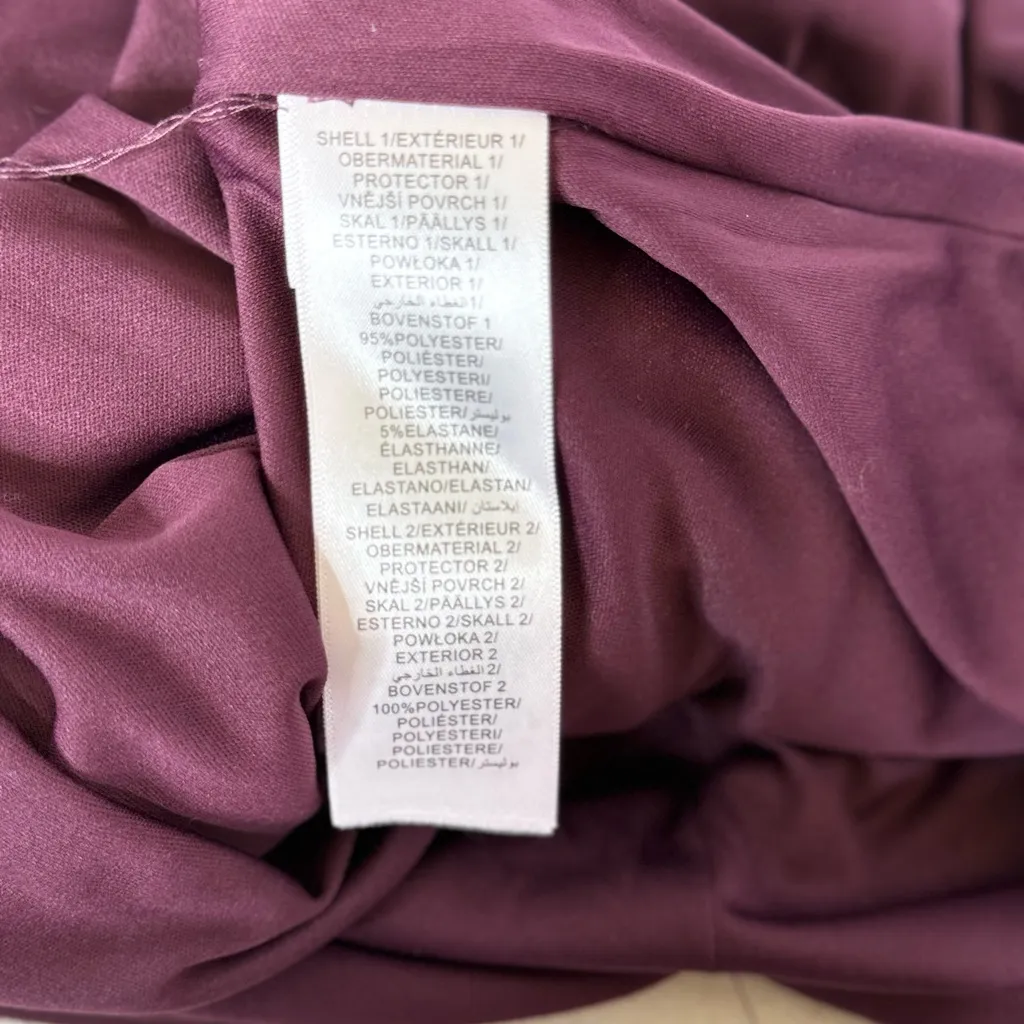 SHELL 1/EXTÉRIEUR 1/
OBERMATERIAL 1/
PROTECTOR 1/
VNĚJŠÍ POVRCH 1/
SKAL 1/PÄÄLLYS 1/
ESTERNO 1/SKALL 1/
POWŁOKA 1/
EXTERIOR 1/
الغطاء الخارجي 1/
BOVENSTOF 1
95%POLYESTER/
POLIÉSTER/
POLYESTERI/
POLIESTERE/
POLIESTER/بوليستر
5%ELASTANE/
ÉLASTHANNE/
ELASTHAN/
ELASTANO/ELASTAN/
ELASTAANI/إيلاستان
SHELL 2/EXTÉRIEUR 2/
OBERMATERIAL 2/
PROTECTOR 2/
VNĚJŠÍ POVRCH 2/
SKAL 2/PÄÄLLYS 2/
ESTERNO 2/SKALL 2/
POWŁOKA 2/
EXTERIOR 2
الغطاء الخارجي 2/
BOVENSTOF 2
100%POLYESTER/
POLIÉSTER/
POLYESTERI/
POLIESTERE/
POLIESTER/بوليستر